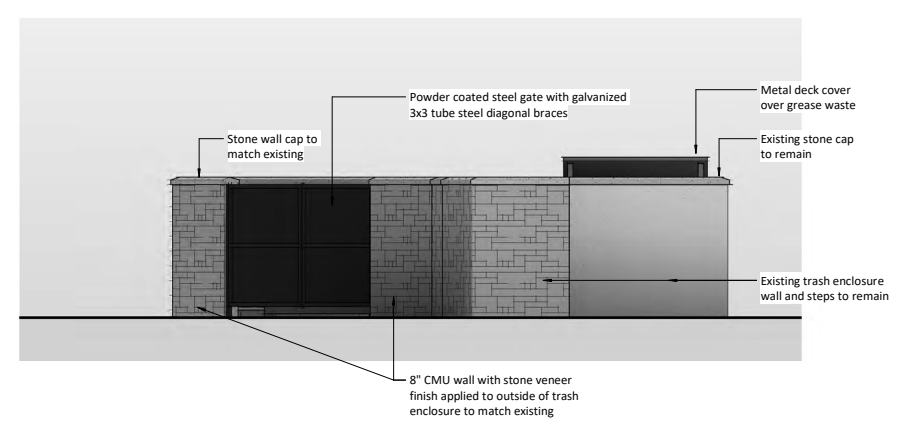 Powder coated steel gate with galvanized
3x3 tube steel diagonal braces
Metal deck cover
over grease waste
Stone wall cap to
match existing
Existing stone cap
to remain
Existing trash enclosure
wall and steps to remain
8" CMU wall with stone veneer
finish applied to outside of trash
enclosure to match existing